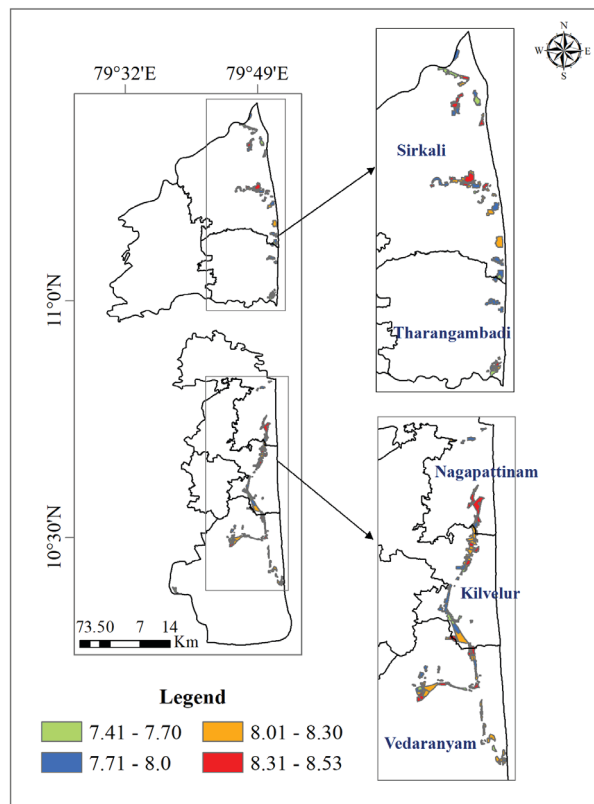 N
W E
S
79°32'E 79°49'E
Sirkali
11°0'N
Tharangambadi
Nagapattinam
10°30'N
Kilvelur
73.50 7 14
Km
Vedaranyam
Legend
7.41 - 7.70 8.01 - 8.30
7.71 - 8.0 8.31 - 8.53